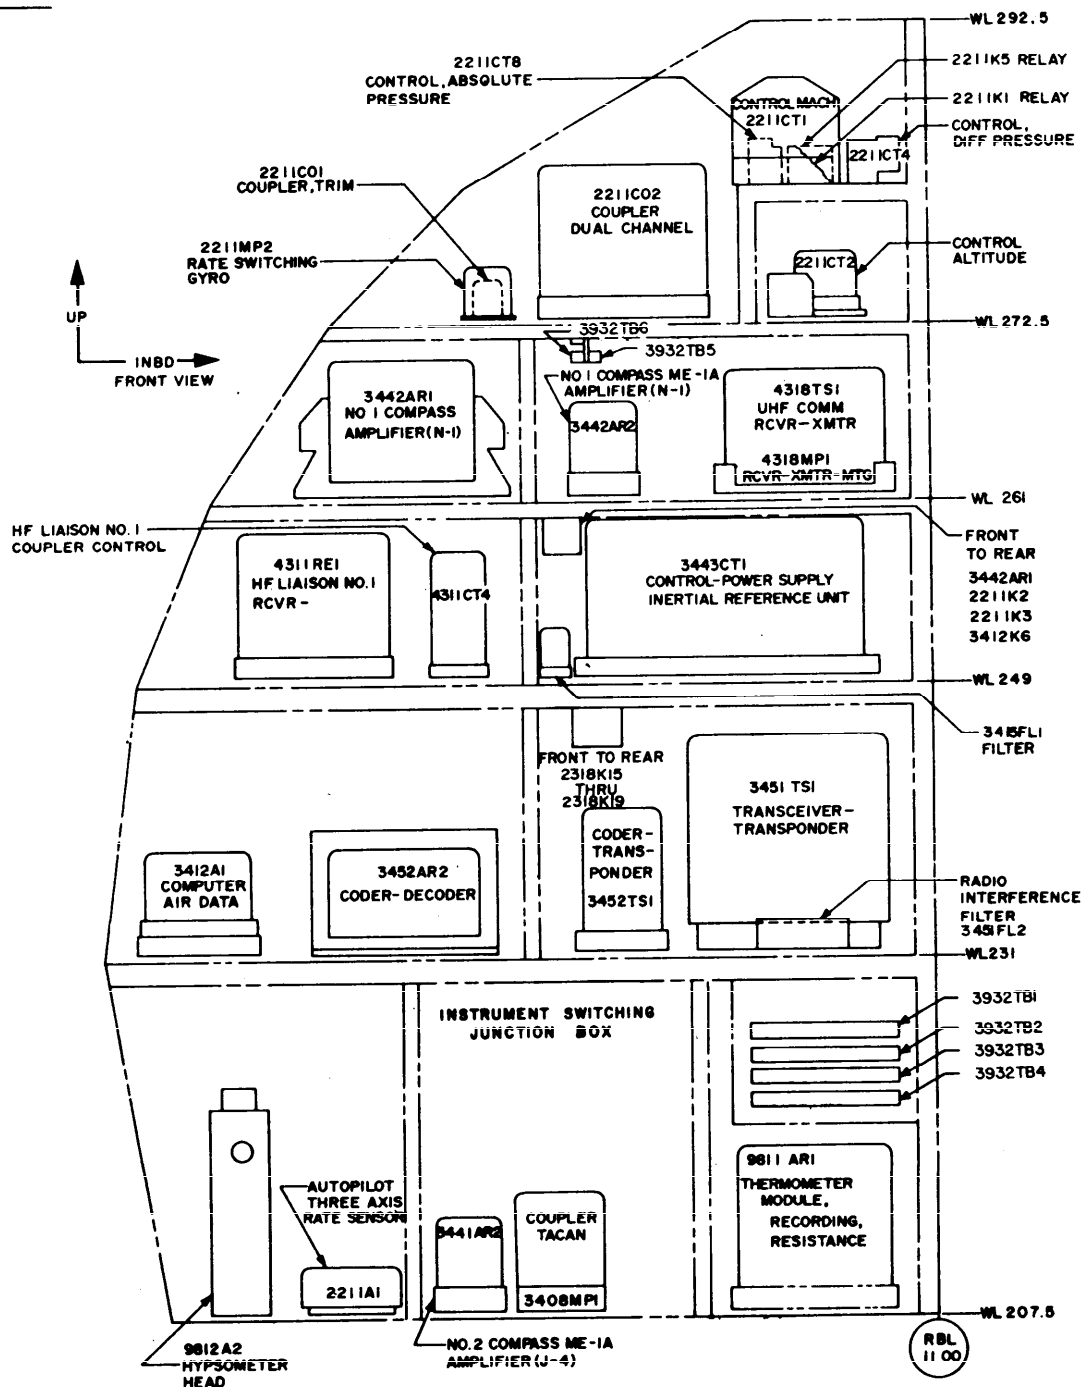 WL 292.5
2211CT8
CONTROL, ABSOLUTE
PRESSURE
2211K5 RELAY
2211K1 RELAY
CONTROL MACH
2211CT1
CONTROL,
DIFF PRESSURE
2211CT4
2211CO1
COUPLER, TRIM
2211CO2
COUPLER
DUAL CHANNEL
2211MP2
RATE SWITCHING
GYRO
2211CT2
CONTROL
ALTITUDE
UP
INBD
FRONT VIEW
WL 272.5
3932TB6
3932TB5
NO 1 COMPASS ME-1A
AMPLIFIER (N-1)
3442AR1
NO 1 COMPASS
AMPLIFIER (N-1)
3442AR2
4318TS1
UHF COMM
RCVR-XMTR
4318MP1
RCVR-XMTR-MTG
WL 261
HF LIAISON NO. 1
COUPLER CONTROL
4311RE1
HF LIAISON NO. 1
RCVR-
4311CT4
3443CT1
CONTROL-POWER SUPPLY
INERTIAL REFERENCE UNIT
FRONT
TO REAR
3442AR1
2211K2
2211K3
3412K6
WL 249
3415FL1
FILTER
FRONT TO REAR
2318K15
THRU
2318K19
3451 TS1
TRANSCEIVER-
TRANSPONDER
3412A1
COMPUTER
AIR DATA
3452AR2
CODER-DECODER
CODER-
TRANS-
PONDER
3452TS1
RADIO
INTERFERENCE
FILTER
3451FL2
WL231
INSTRUMENT SWITCHING
JUNCTION BOX
3932TB1
3932TB2
3932TB3
3932TB4
AUTOPILOT
THREE AXIS
RATE SENSOR
2211A1
3441AR2
COUPLER
TACAN
3408MP1
9811 AR1
THERMOMETER
MODULE,
RECORDING,
RESISTANCE
WL 207.5
9812A2
HYPSOMETER
HEAD
NO. 2 COMPASS ME-1A
AMPLIFIER (J-4)
RBL
11 00